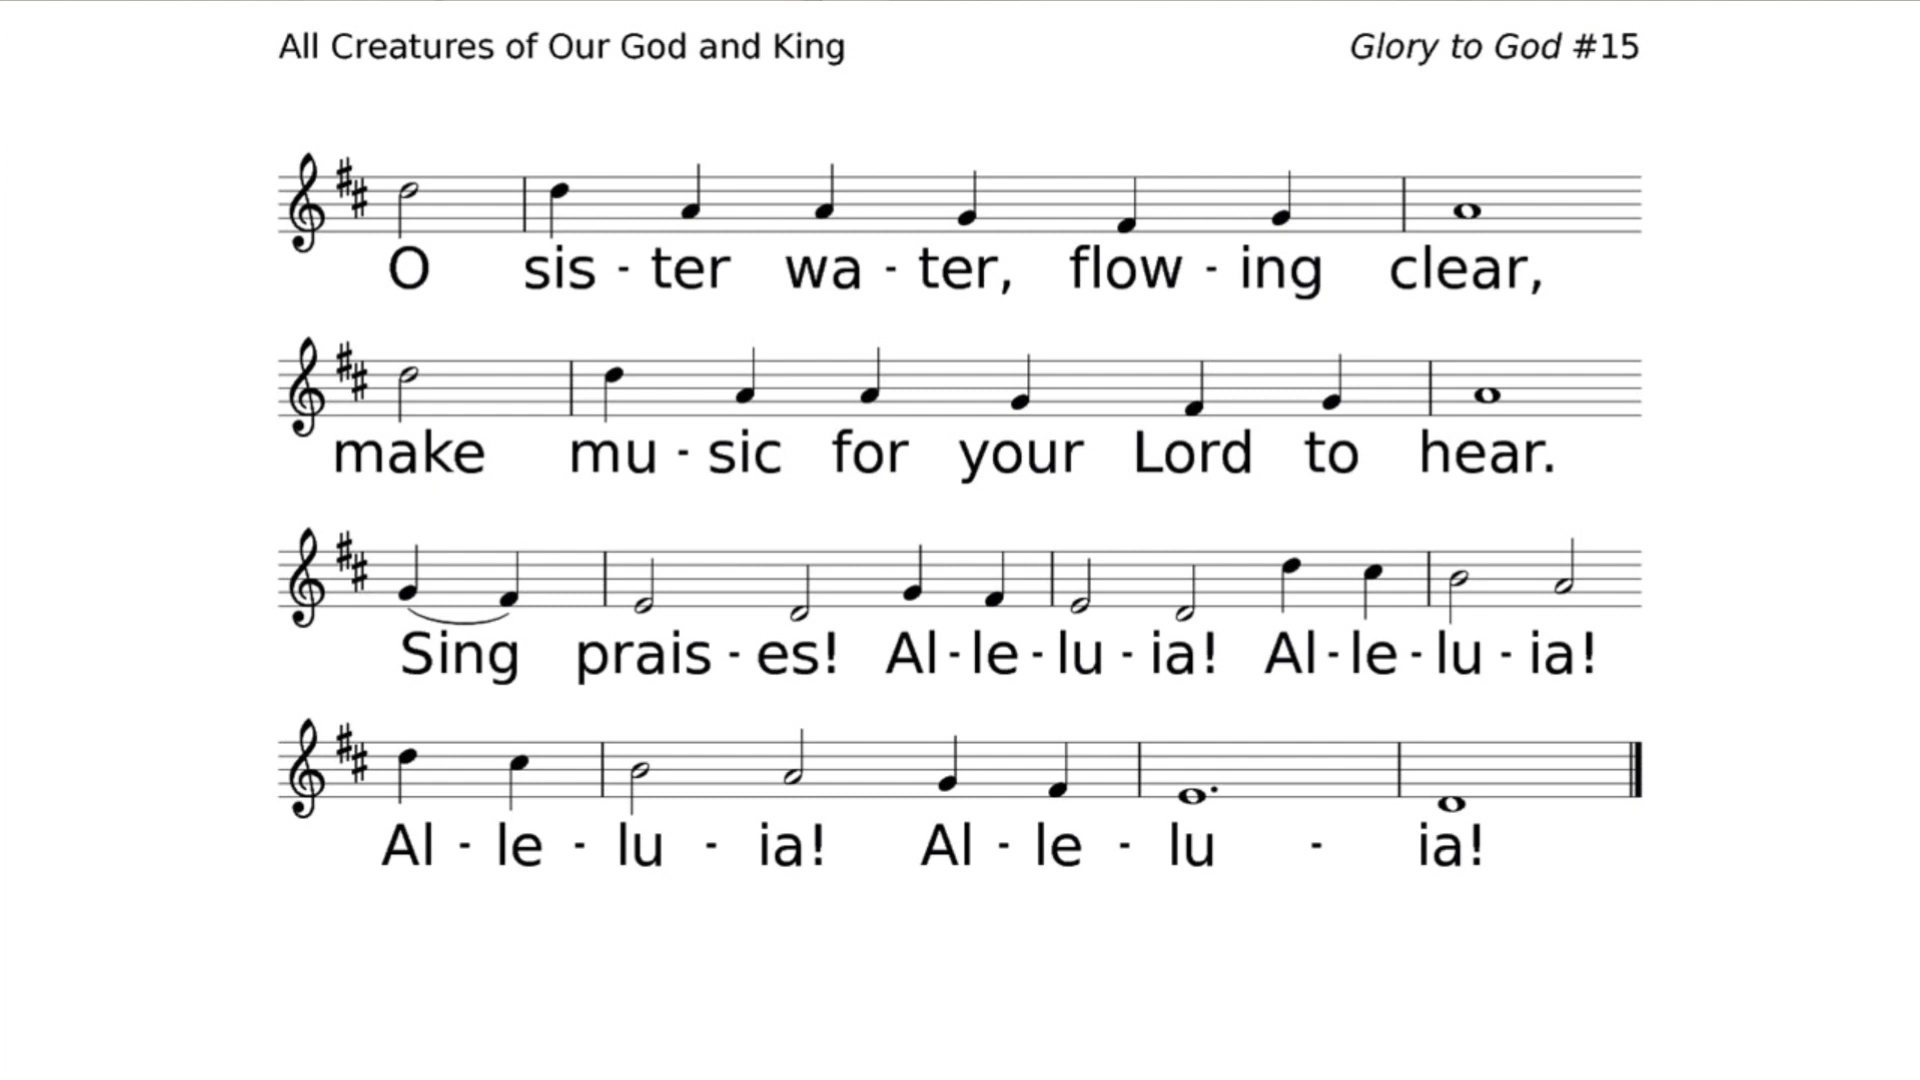 All Creatures of Our God and King
Glory to God #15
O sis - ter wa - ter, flow - ing clear,
make mu - sic for your Lord to hear.
Sing prais - es! Al - le - lu - ia! Al - le - lu - ia!
Al - le - lu - ia! Al - le - lu - ia!